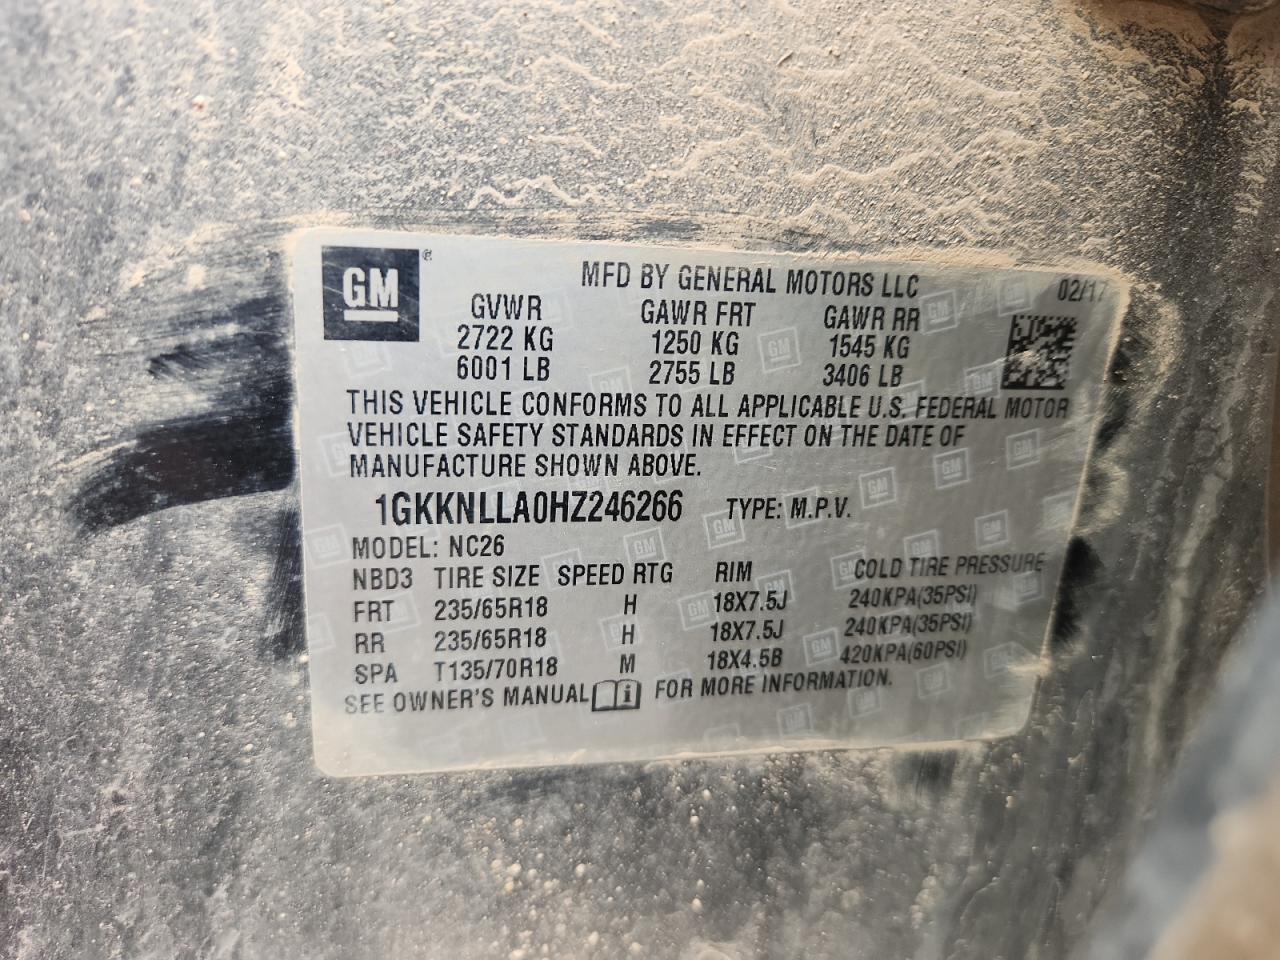 GM ®
MFD BY GENERAL MOTORS LLC 02/17
GVWR GAWR FRT GAWR RR
2722 KG 1250 KG 1545 KG
6001 LB 2755 LB 3406 LB
THIS VEHICLE CONFORMS TO ALL APPLICABLE U.S. FEDERAL MOTOR
VEHICLE SAFETY STANDARDS IN EFFECT ON THE DATE OF
MANUFACTURE SHOWN ABOVE.
1GKKNLLA0HZ246266 TYPE: M.P.V.
MODEL: NC26
NBD3 TIRE SIZE SPEED RTG RIM COLD TIRE PRESSURE
FRT 235/65R18 H 18X7.5J 240KPA(35PSI)
RR 235/65R18 H 18X7.5J 240KPA(35PSI)
SPA T135/70R18 M 18X4.5B 420KPA(60PSI)
SEE OWNER'S MANUAL i FOR MORE INFORMATION.